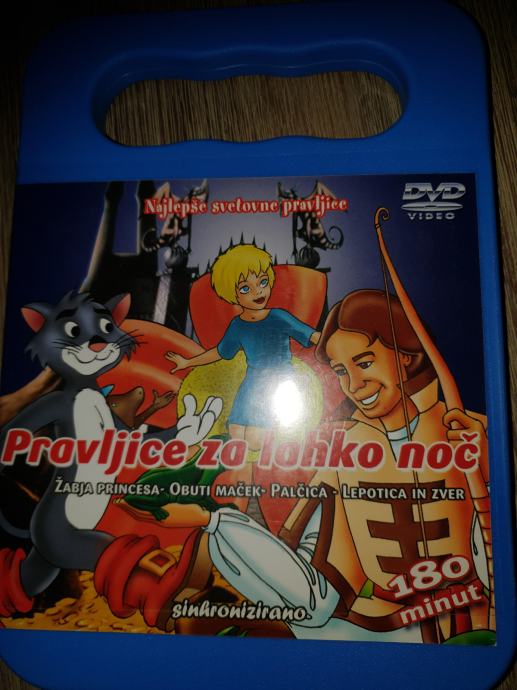 DVD
VIDEO
Najlepše svetovne pravljice
Pravljice za lahko noč
ŽABJA PRINCESA- OBUTI MAČEK- PALČICA - LEPOTICA IN ZVER
180
minut
sinhronizirano